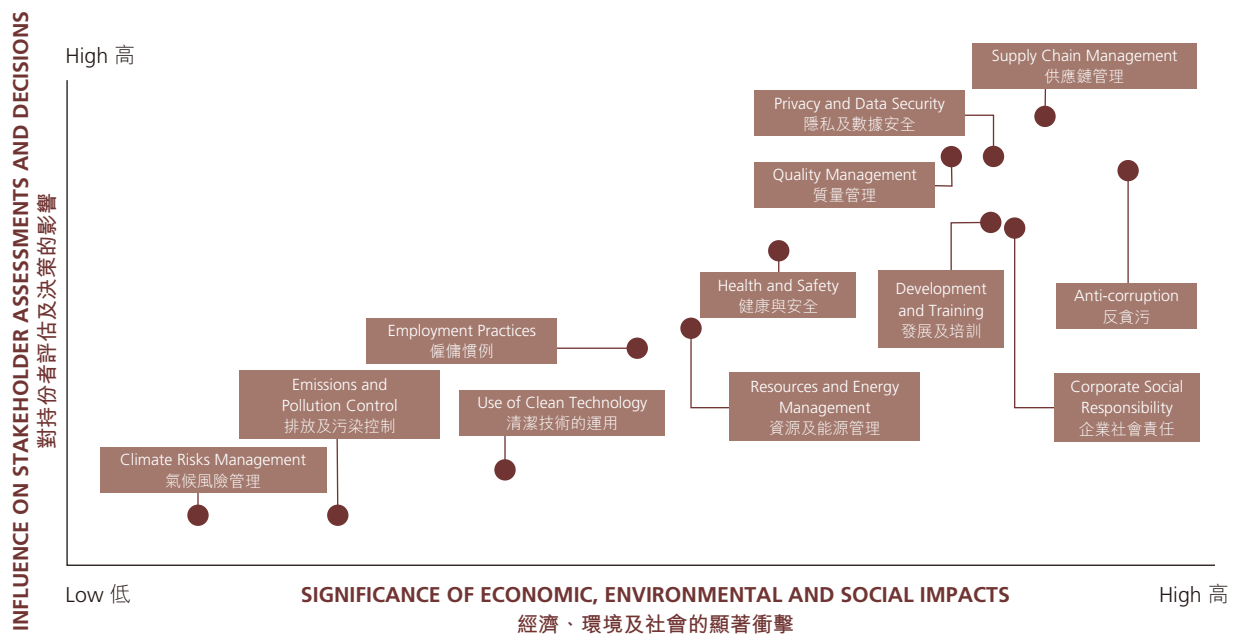 INFLUENCE ON STAKEHOLDER ASSESSMENTS AND DECISIONS
對持份者評估及決策的影響
High 高
Supply Chain Management
供應鏈管理
Privacy and Data Security
隱私及數據安全
Quality Management
質量管理
Health and Safety
健康與安全
Development
and Training
發展及培訓
Anti-corruption
反貪污
Employment Practices
僱傭慣例
Emissions and
Pollution Control
排放及污染控制
Use of Clean Technology
清潔技術的運用
Resources and Energy
Management
資源及能源管理
Corporate Social
Responsibility
企業社會責任
Climate Risks Management
氣候風險管理
Low 低
SIGNIFICANCE OF ECONOMIC, ENVIRONMENTAL AND SOCIAL IMPACTS
經濟、環境及社會的顯著衝擊
High 高